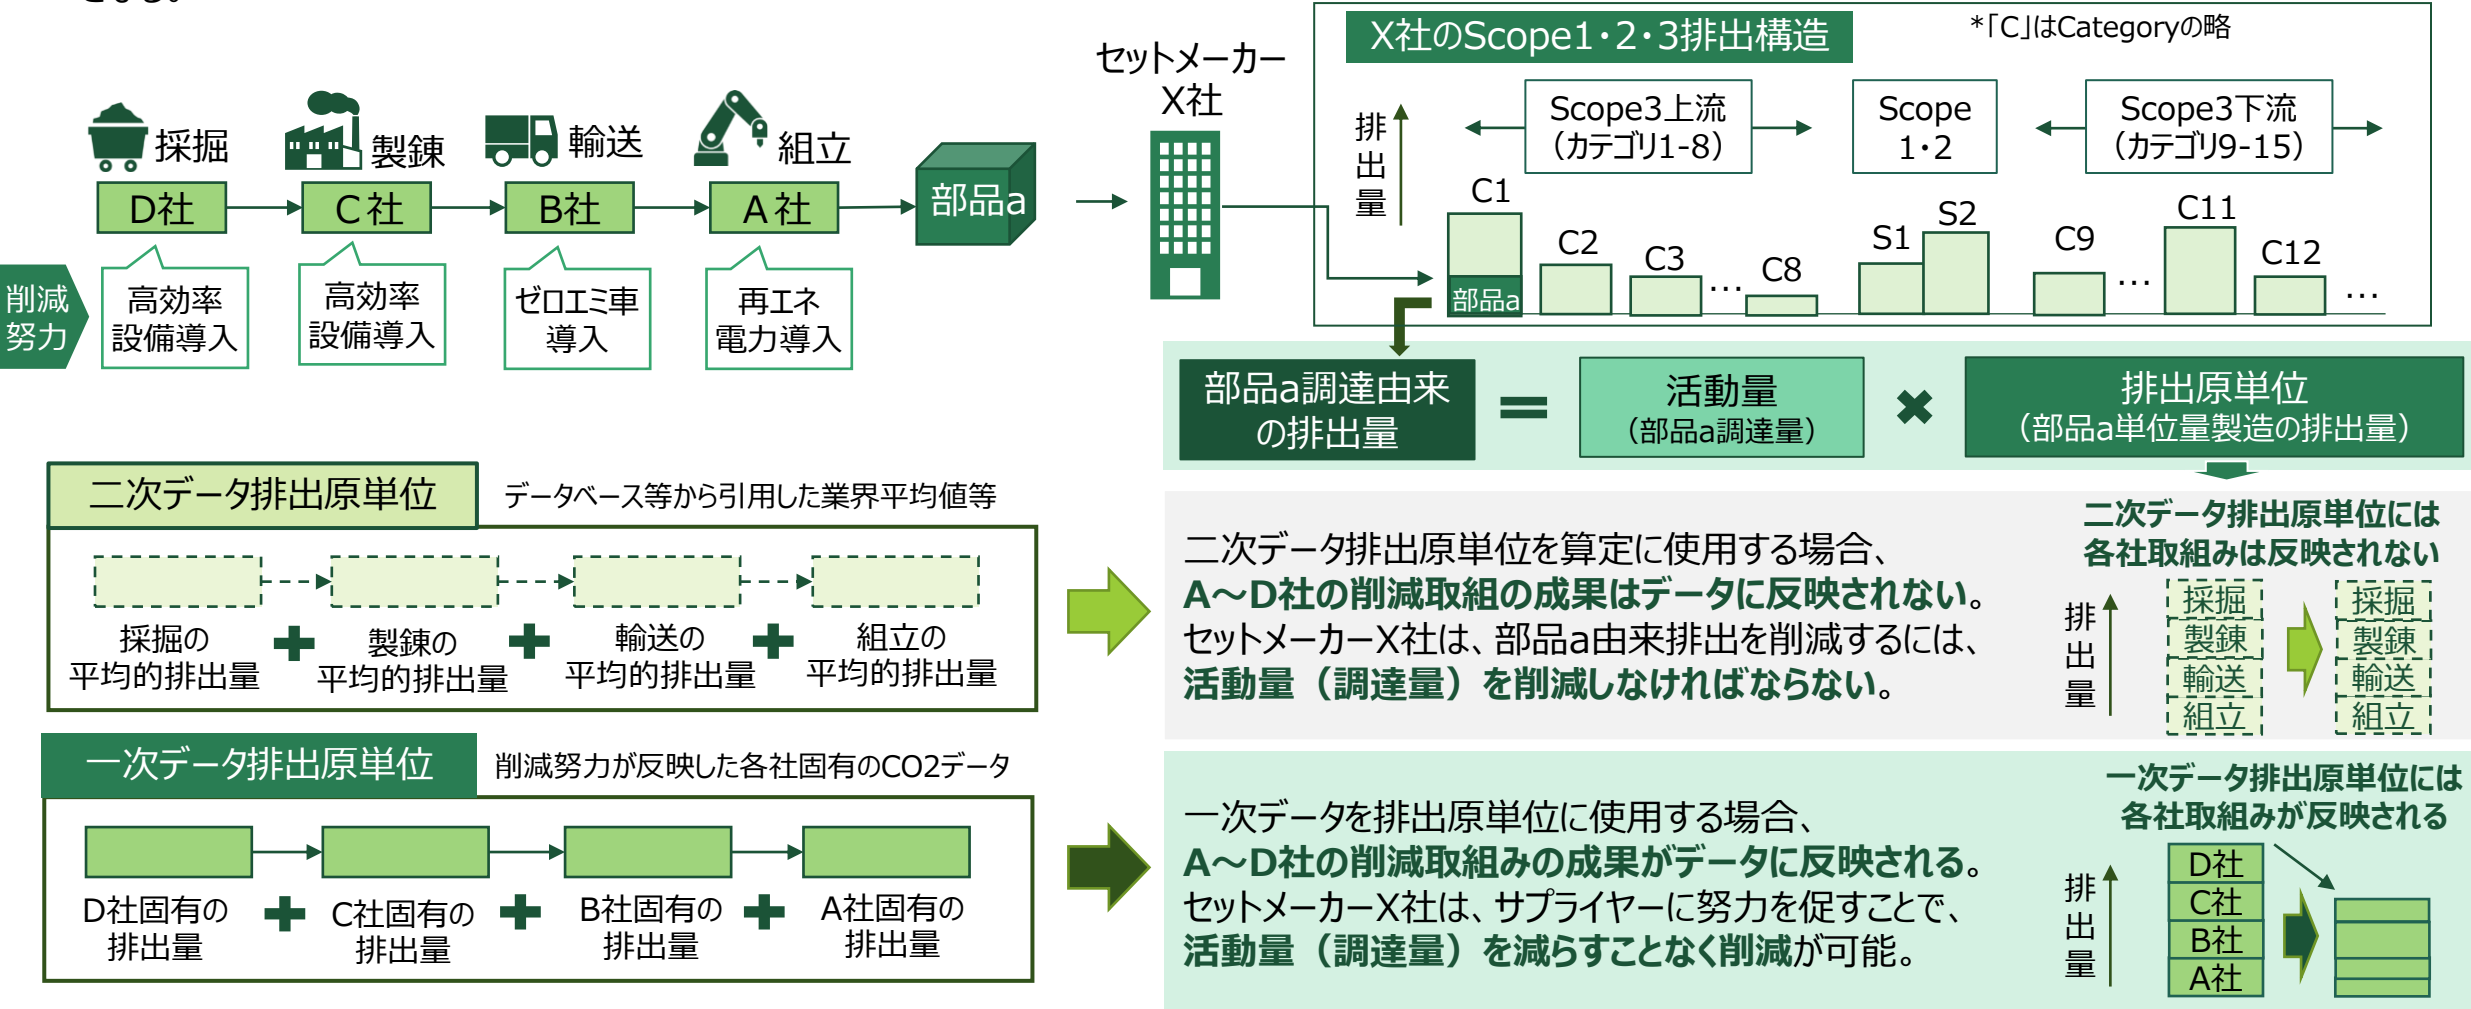 X社のScope1・2・3排出構造
*「C」はCategoryの略
セットメーカー
X社
採掘
製錬
輸送
組立
D社
C社
B社
A社
部品a
削減
努力
高効率
設備導入
高効率
設備導入
ゼロエミ車
導入
再エネ
電力導入
排出量
Scope3上流
(カテゴリ1-8)
Scope
1・2
Scope3下流
(カテゴリ9-15)
C1
部品a
C2
C3
…
C8
S1
S2
C9
…
C11
C12
…
部品a調達由来
の排出量
=
活動量
(部品a調達量)
×
排出原単位
(部品a単位量製造の排出量)
二次データ排出原単位
データベース等から引用した業界平均値等
採掘の
平均的排出量
+
製錬の
平均的排出量
+
輸送の
平均的排出量
+
組立の
平均的排出量
二次データ排出原単位を算定に使用する場合、
A~D社の削減取組の成果はデータに反映されない。
セットメーカーX社は、部品a由来排出を削減するには、
活動量(調達量)を削減しなければならない。
二次データ排出原単位には
各社取組みは反映されない
排出量
採掘
製錬
輸送
組立
採掘
製錬
輸送
組立
一次データ排出原単位
削減努力が反映した各社固有のCO2データ
D社固有の
排出量
+
C社固有の
排出量
+
B社固有の
排出量
+
A社固有の
排出量
一次データを排出原単位に使用する場合、
A~D社の削減取組みの成果がデータに反映される。
セットメーカーX社は、サプライヤーに努力を促すことで、
活動量(調達量)を減らすことなく削減が可能。
一次データ排出原単位には
各社取組みが反映される
排出量
D社
C社
B社
A社